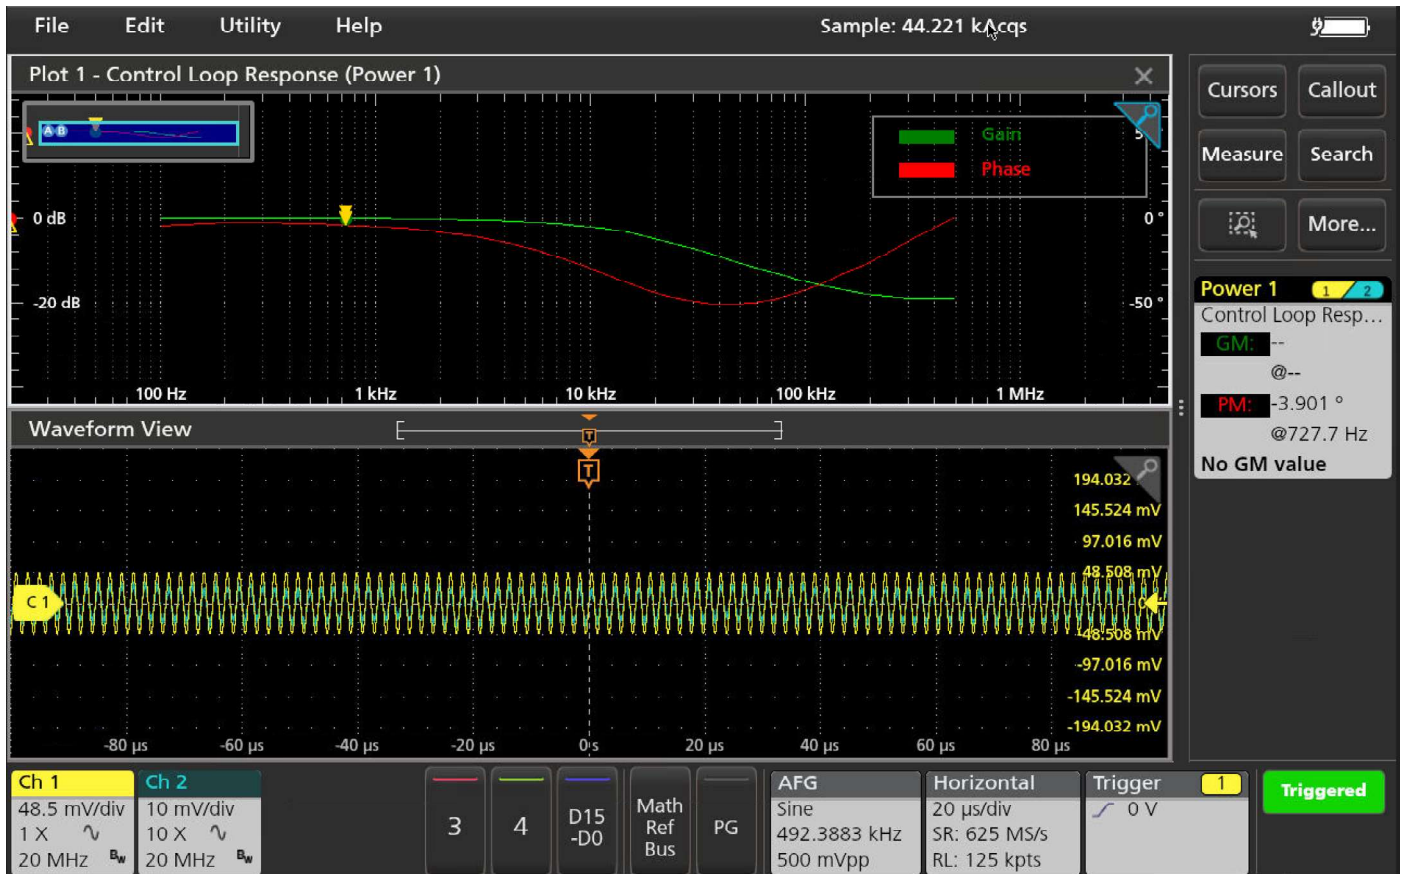 File Edit Utility Help Sample: 44.221 kAcqs
Plot 1 - Control Loop Response (Power 1)
A B
Gain
Phase
0 dB
-20 dB
5
0 °
-50 °
100 Hz 1 kHz 10 kHz 100 kHz 1 MHz
Waveform View
T
T
194.032
145.524 mV
97.016 mV
48.508 mV
-48.508 mV
-97.016 mV
-145.524 mV
-194.032 mV
C 1
-80 µs -60 µs -40 µs -20 µs 0 s 20 µs 40 µs 60 µs 80 µs
Cursors Callout
Measure Search
More...
Power 1 1 2
Control Loop Resp...
GM: --
@--
PM: -3.901 °
@727.7 Hz
No GM value
Ch 1
48.5 mV/div
1 X
20 MHz Bw
Ch 2
10 mV/div
10 X
20 MHz Bw
3
4
D15
-D0
Math
Ref
Bus
PG
AFG
Sine
492.3883 kHz
500 mVpp
Horizontal
20 µs/div
SR: 625 MS/s
RL: 125 kpts
Trigger 1
0 V
Triggered